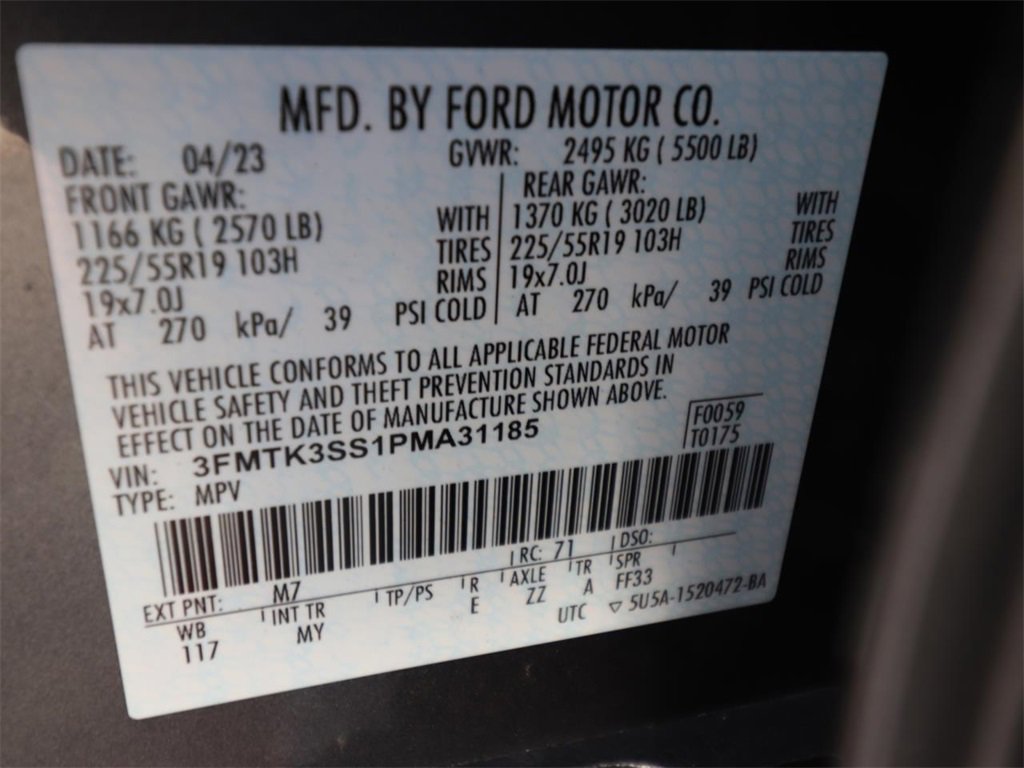 MFD. BY FORD MOTOR CO.
DATE: 04/23 GVWR: 2495 KG ( 5500 LB)
FRONT GAWR: REAR GAWR:
1166 KG ( 2570 LB) WITH 1370 KG ( 3020 LB) WITH
225/55R19 103H TIRES 225/55R19 103H TIRES
19x7.0J RIMS 19x7.0J RIMS
AT 270 kPa/ 39 PSI COLD AT 270 kPa/ 39 PSI COLD
THIS VEHICLE CONFORMS TO ALL APPLICABLE FEDERAL MOTOR
VEHICLE SAFETY AND THEFT PREVENTION STANDARDS IN
EFFECT ON THE DATE OF MANUFACTURE SHOWN ABOVE.
F0059
T0175
VIN: 3FMTK3SS1PMA31185
TYPE: MPV
EXT PNT: M7 RC: 71 DSO:
WB INT TR TP/PS R AXLE TR SPR
117 MY E ZZ A FF33
UTC ▽ 5U5A-1520472-BA